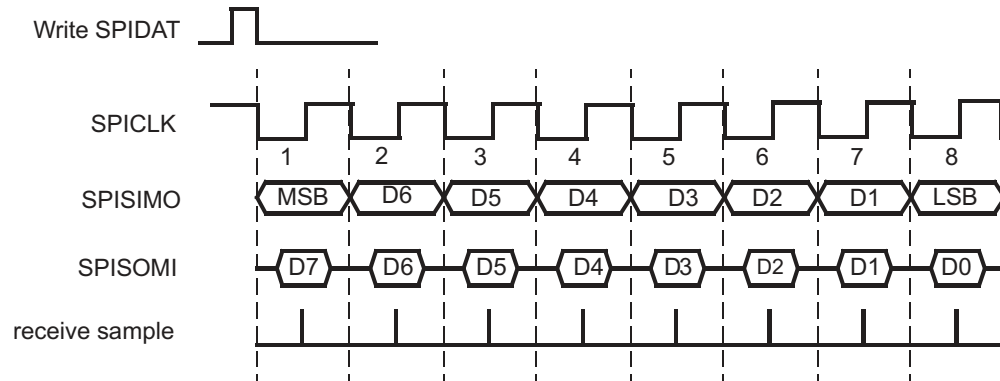 Write SPIDAT
SPICLK
1 2 3 4 5 6 7 8
SPISIMO MSB D6 D5 D4 D3 D2 D1 LSB
SPISOMI D7 D6 D5 D4 D3 D2 D1 D0
receive sample